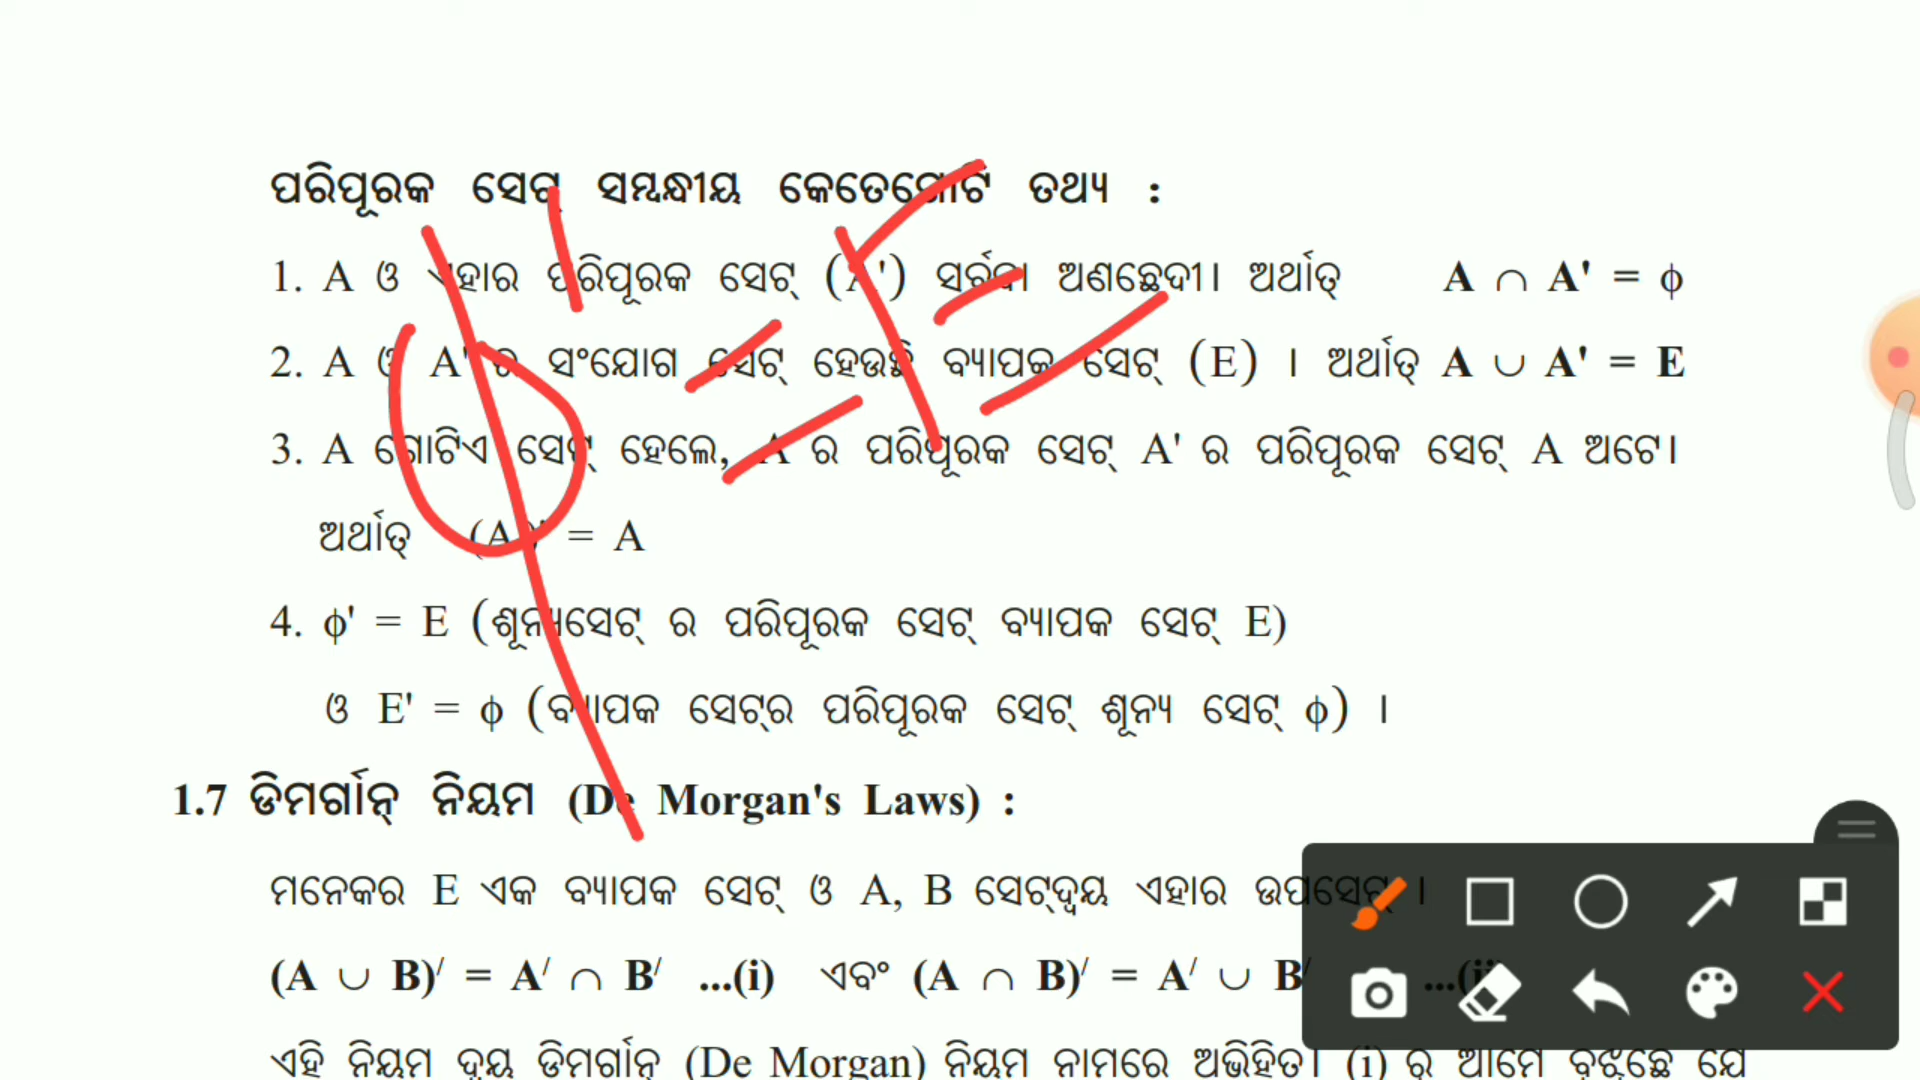 ପରିପୂରକ ସେଟ୍ ସମ୍ବନ୍ଧୀୟ କେତେଗୋଟି ତଥ୍ୟ :
1. A ଓ ଏହାର ପରିପୂରକ ସେଟ୍ (A') ସର୍ବଦା ଅଣଛେଦୀ। ଅର୍ଥାତ୍ A ∩ A' = ϕ
2. A ଓ A' ର ସଂଯୋଗ ସେଟ୍ ହେଉଛି ବ୍ୟାପକ ସେଟ୍ (E) । ଅର୍ଥାତ୍ A ∪ A' = E
3. A ଗୋଟିଏ ସେଟ୍ ହେଲେ, A ର ପରିପୂରକ ସେଟ୍ A' ର ପରିପୂରକ ସେଟ୍ A ଅଟେ।
ଅର୍ଥାତ୍ (A')' = A
4. ϕ' = E (ଶୂନ୍ୟସେଟ୍ ର ପରିପୂରକ ସେଟ୍ ବ୍ୟାପକ ସେଟ୍ E)
ଓ E' = ϕ (ବ୍ୟାପକ ସେଟ୍‌ର ପରିପୂରକ ସେଟ୍ ଶୂନ୍ୟ ସେଟ୍ ϕ) ।
1.7 ଡିମର୍ଗାନ୍ ନିୟମ (De Morgan's Laws) :
ମନେକର E ଏକ ବ୍ୟାପକ ସେଟ୍ ଓ A, B ସେଟ୍‌ଦ୍ୱୟ ଏହାର ଉପସେଟ୍ ।
(A ∪ B)′ = A′ ∩ B′ ...(i) ଏବଂ (A ∩ B)′ = A′ ∪ B′ ...(ii)
ଏହି ନିୟମ ଦ୍ୱୟ ଡିମର୍ଗାନ୍ (De Morgan) ନିୟମ ନାମରେ ଅଭିହିତ। (i) ରୁ ଆମେ ବୁଝୁଛେ ଯେ